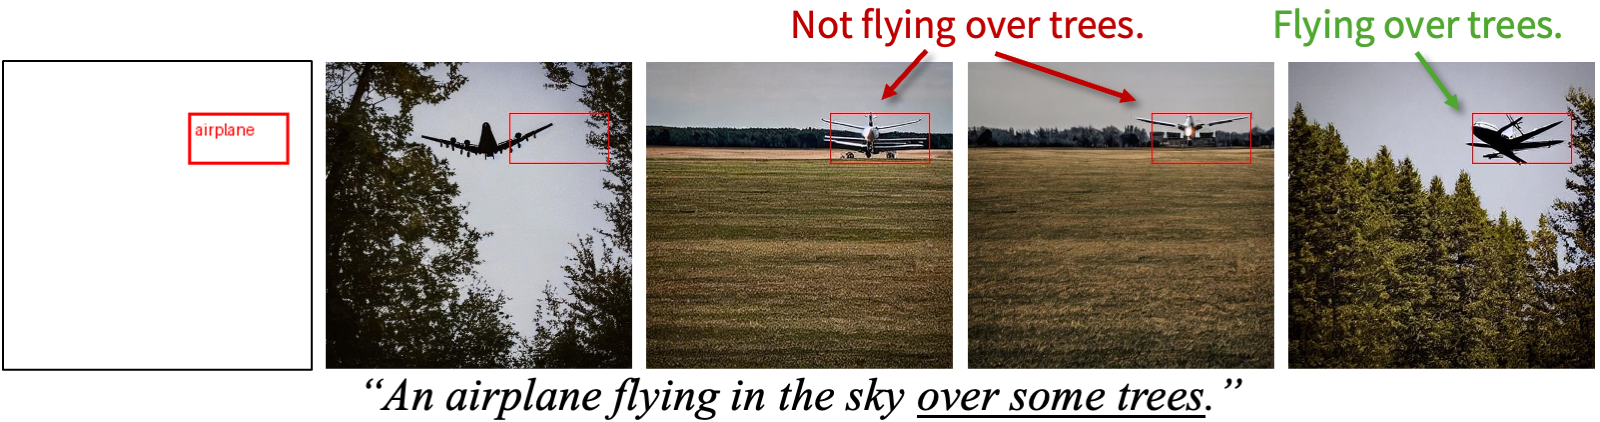 Not flying over trees.
Flying over trees.
airplane
“An airplane flying in the sky over some trees.”